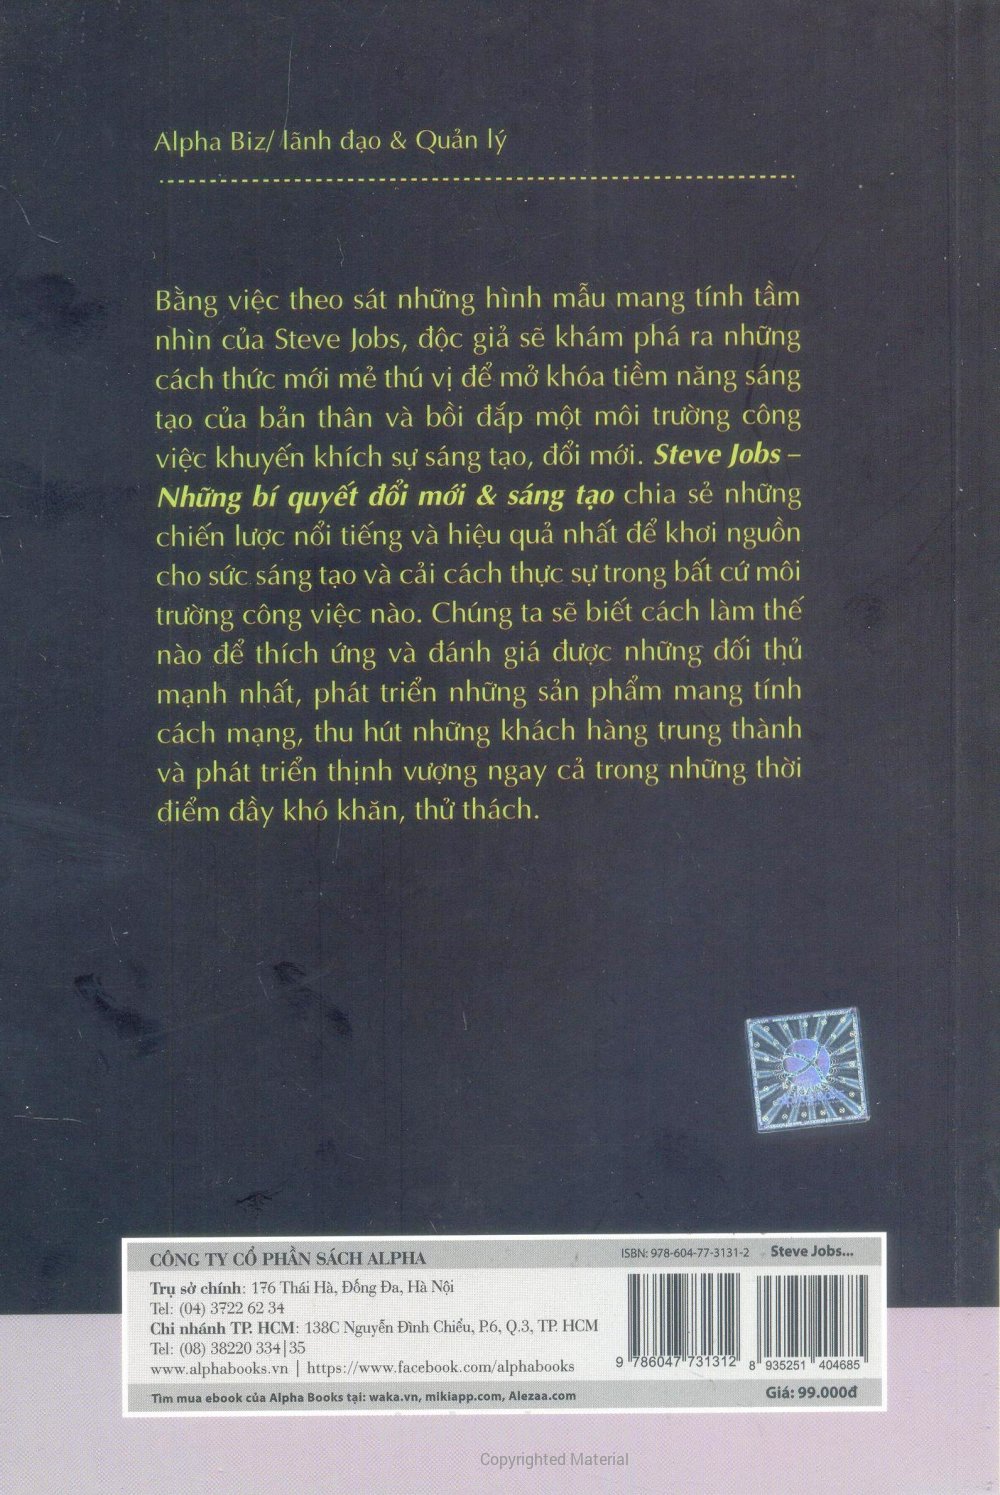 Alpha Biz/ lãnh đạo & Quản lý
Bằng việc theo sát những hình mẫu mang tính tầm
nhìn của Steve Jobs, độc giả sẽ khám phá ra những
cách thức mới mẻ thú vị để mở khóa tiềm năng sáng
tạo của bản thân và bồi đắp một môi trường công
việc khuyến khích sự sáng tạo, đổi mới. Steve Jobs –
Những bí quyết đổi mới & sáng tạo chia sẻ những
chiến lược nổi tiếng và hiệu quả nhất để khơi nguồn
cho sức sáng tạo và cải cách thực sự trong bất cứ môi
trường công việc nào. Chúng ta sẽ biết cách làm thế
nào để thích ứng và đánh giá được những đối thủ
mạnh nhất, phát triển những sản phẩm mang tính
cách mạng, thu hút những khách hàng trung thành
và phát triển thịnh vượng ngay cả trong những thời
điểm đầy khó khăn, thử thách.
CÔNG TY CỔ PHẦN SÁCH ALPHA
Trụ sở chính: 176 Thái Hà, Đống Đa, Hà Nội
Tel: (04) 3722 62 34
Chi nhánh TP. HCM: 138C Nguyễn Đình Chiểu, P.6, Q.3, TP. HCM
Tel: (08) 38220 334|35
www.alphabooks.vn | https://www.facebook.com/alphabooks
Tìm mua ebook của Alpha Books tại: waka.vn, mikiapp.com, Alezaa.com
ISBN: 978-604-77-3131-2 Steve Jobs...
9 786047 731312
8 935251 404685
Giá: 99.000đ
Copyrighted Material